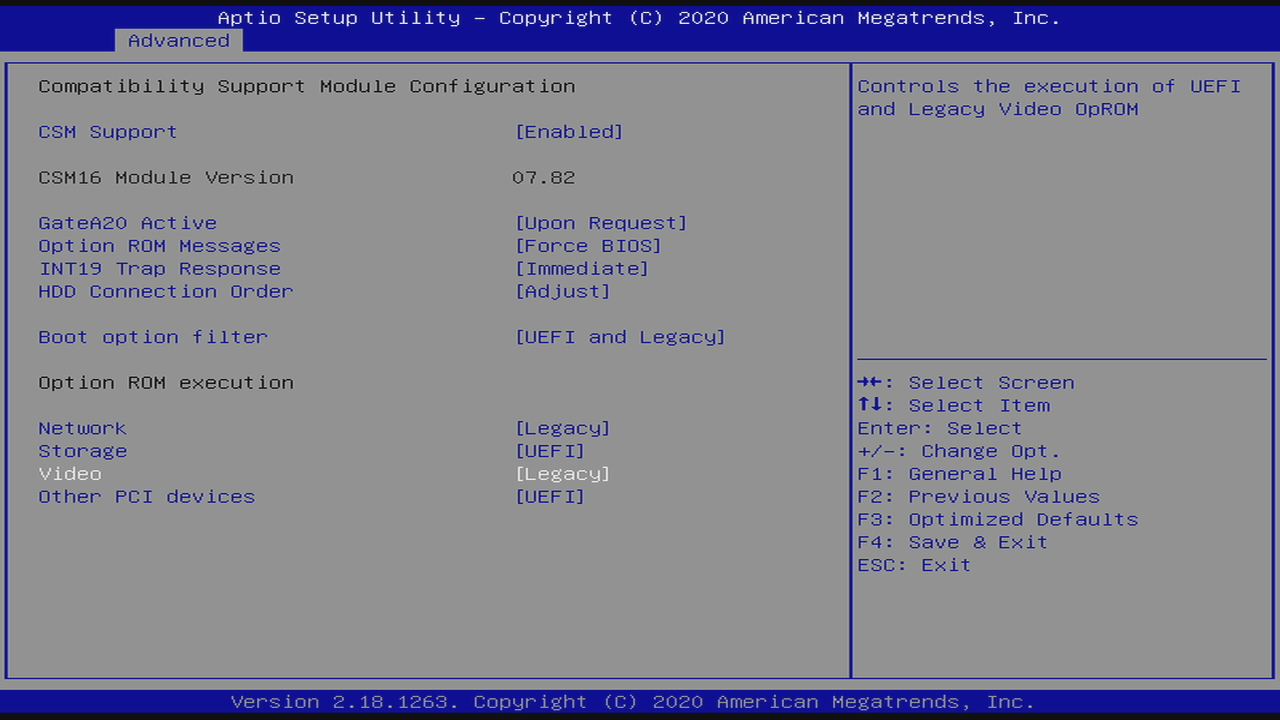 Aptio Setup Utility – Copyright (C) 2020 American Megatrends, Inc.
Advanced
Compatibility Support Module Configuration
CSM Support [Enabled]
CSM16 Module Version 07.82
GateA20 Active [Upon Request]
Option ROM Messages [Force BIOS]
INT19 Trap Response [Immediate]
HDD Connection Order [Adjust]
Boot option filter [UEFI and Legacy]
Option ROM execution
Network [Legacy]
Storage [UEFI]
Video [Legacy]
Other PCI devices [UEFI]
Controls the execution of UEFI
and Legacy Video OpROM
→←: Select Screen
↑↓: Select Item
Enter: Select
+/-: Change Opt.
F1: General Help
F2: Previous Values
F3: Optimized Defaults
F4: Save & Exit
ESC: Exit
Version 2.18.1263. Copyright (C) 2020 American Megatrends, Inc.